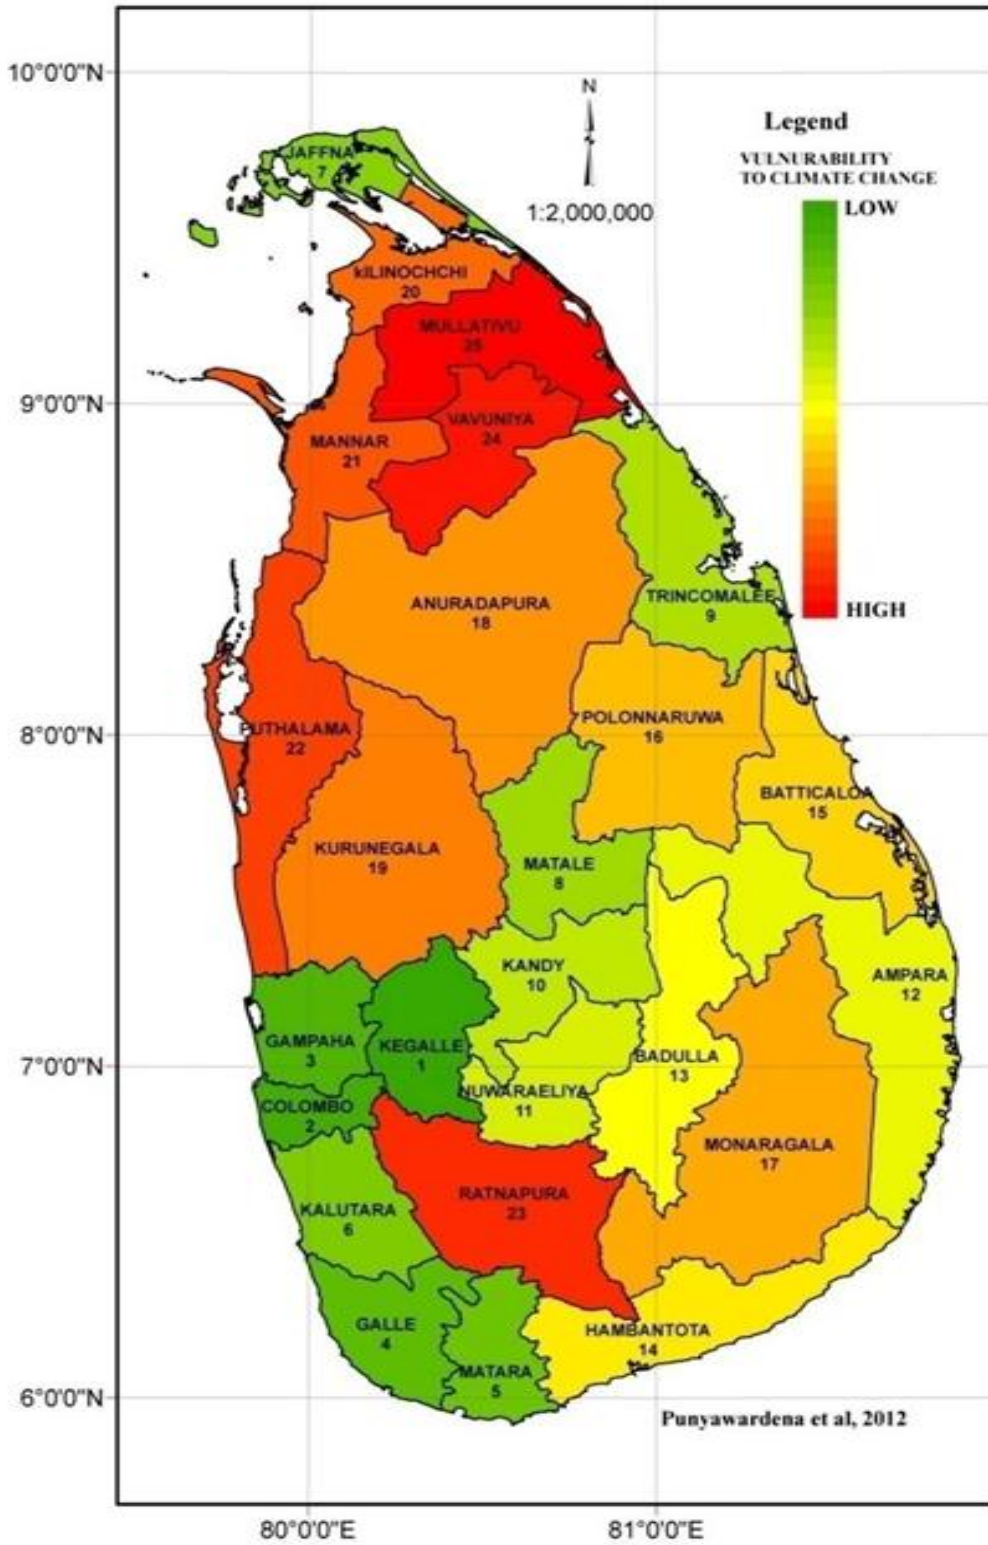 10°0'0"N
N
Legend
VULNURABILITY
TO CLIMATE CHANGE
LOW
1:2,000,000
JAFFNA
7
kILINOCHCHI
20
MULLATIVU
25
9°0'0"N
VAVUNIYA
24
MANNAR
21
ANURADAPURA
18
TRINCOMALEE
9
HIGH
8°0'0"N
PUTHALAMA
22
POLONNARUWA
16
BATTICALOA
15
KURUNEGALA
19
MATALE
8
KANDY
10
AMPARA
12
GAMPAHA
3
KEGALLE
1
7°0'0"N
BADULLA
13
NUWARAELIYA
11
COLOMBO
2
MONARAGALA
17
RATNAPURA
23
KALUTARA
6
GALLE
4
HAMBANTOTA
14
MATARA
5
6°0'0"N
Punyawardena et al, 2012
80°0'0"E
81°0'0"E